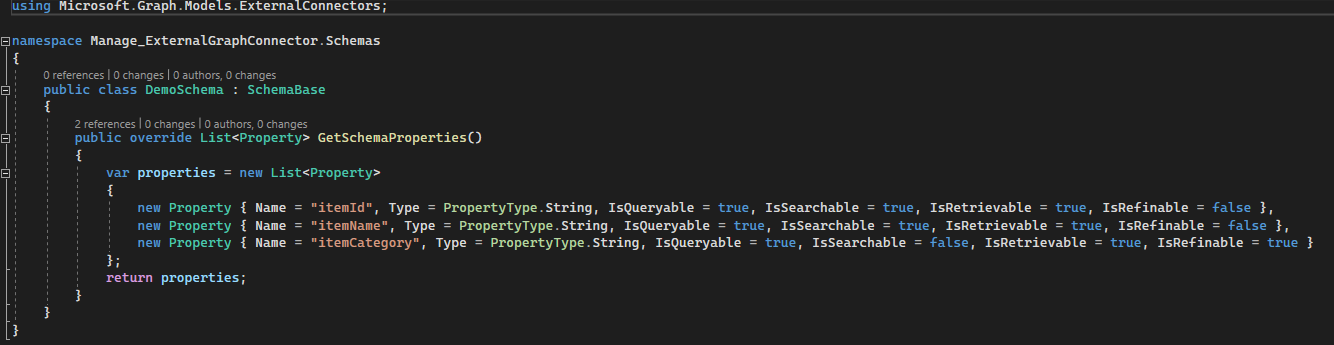 using Microsoft.Graph.Models.ExternalConnectors;
namespace Manage_ExternalGraphConnector.Schemas
{
0 references | 0 changes | 0 authors, 0 changes
public class DemoSchema : SchemaBase
{
2 references | 0 changes | 0 authors, 0 changes
public override List<Property> GetSchemaProperties()
{
var properties = new List<Property>
{
new Property { Name = "itemId", Type = PropertyType.String, IsQueryable = true, IsSearchable = true, IsRetrievable = true, IsRefinable = false },
new Property { Name = "itemName", Type = PropertyType.String, IsQueryable = true, IsSearchable = true, IsRetrievable = true, IsRefinable = false },
new Property { Name = "itemCategory", Type = PropertyType.String, IsQueryable = true, IsSearchable = false, IsRetrievable = true, IsRefinable = true }
};
return properties;
}
}
}